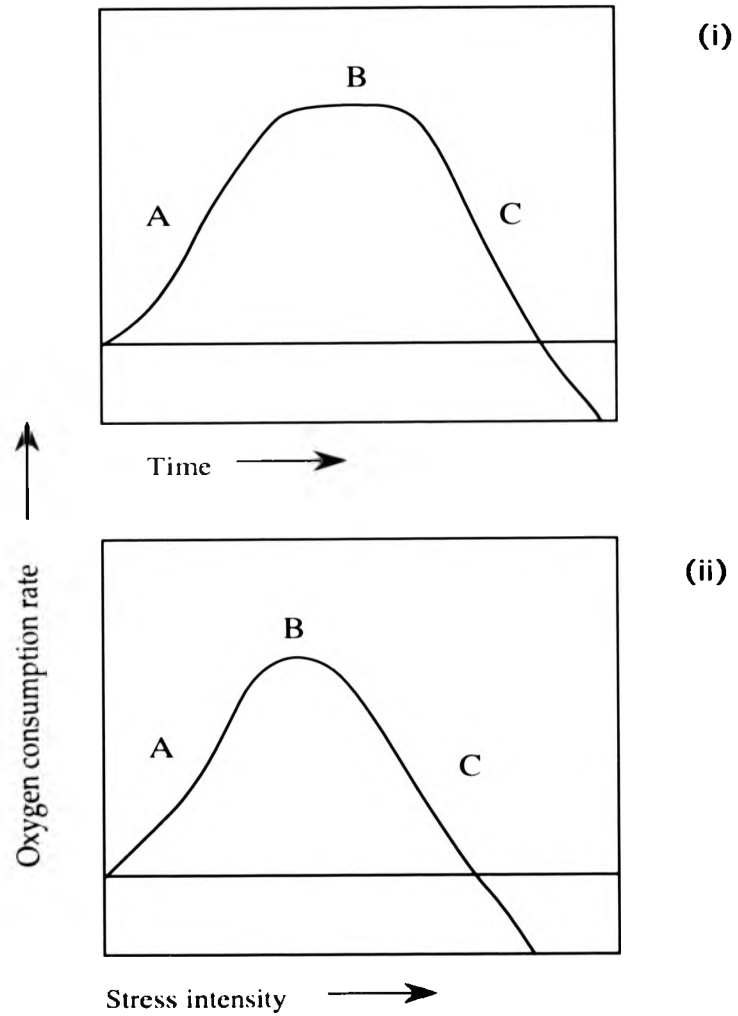 (i)
B
A
C
Time
Oxygen consumption rate
(ii)
B
A
C
Stress intensity